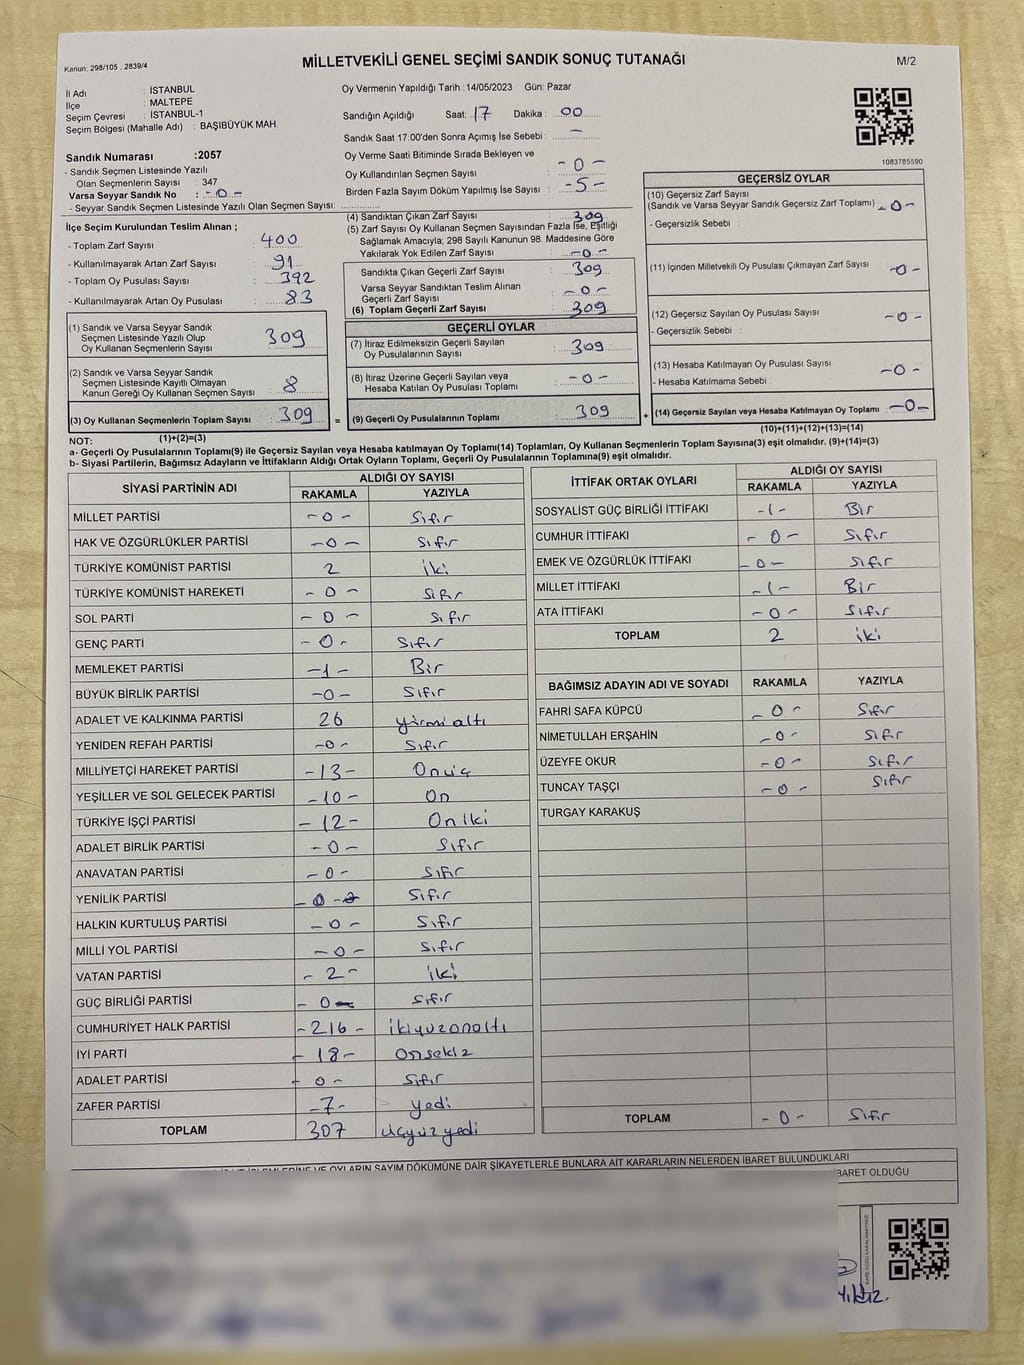 Kanun: 298/105 , 2839/4
MİLLETVEKİLİ GENEL SEÇİMİ SANDIK SONUÇ TUTANAĞI
M/2
İl Adı : İSTANBUL
İlçe : MALTEPE
Seçim Çevresi : İSTANBUL-1
Seçim Bölgesi (Mahalle Adı) : BAŞIBÜYÜK MAH.
Oy Vermenin Yapıldığı Tarih :14/05/2023 Gün: Pazar
Sandığın Açıldığı Saat: 17 Dakika : 00
Sandık Saat 17:00'den Sonra Açımış İse Sebebi : –
Oy Verme Saati Bitiminde Sırada Bekleyen ve
Oy Kullandırılan Seçmen Sayısı : -0-
Birden Fazla Sayım Döküm Yapılmış İse Sayısı : -5-
1083785590
Sandık Numarası :2057
- Sandık Seçmen Listesinde Yazılı
Olan Seçmenlerin Sayısı : 347
Varsa Seyyar Sandık No : -0-
- Seyyar Sandık Seçmen Listesinde Yazılı Olan Seçmen Sayısı:
İlçe Seçim Kurulundan Teslim Alınan ;
- Toplam Zarf Sayısı : 400
- Kullanılmayarak Artan Zarf Sayısı : 91
- Toplam Oy Pusulası Sayısı : 392
- Kullanılmayarak Artan Oy Pusulası : 83
(1) Sandık ve Varsa Seyyar Sandık
Seçmen Listesinde Yazılı Olup
Oy Kullanan Seçmenlerin Sayısı 309
(2) Sandık ve Varsa Seyyar Sandık
Seçmen Listesinde Kayıtlı Olmayan
Kanun Gereği Oy Kullanan Seçmen Sayısı 8
(3) Oy Kullanan Seçmenlerin Toplam Sayısı 309
(1)+(2)=(3)
(4) Sandıktan Çıkan Zarf Sayısı : 309
(5) Zarf Sayısı Oy Kullanan Seçmen Sayısından Fazla İse, Eşitliği
Sağlamak Amacıyla; 298 Sayılı Kanunun 98. Maddesine Göre
Yakılarak Yok Edilen Zarf Sayısı : -0-
Sandıkta Çıkan Geçerli Zarf Sayısı : 309
Varsa Seyyar Sandıktan Teslim Alınan
Geçerli Zarf Sayısı : -0-
(6) Toplam Geçerli Zarf Sayısı : 309
GEÇERLİ OYLAR
(7) İtiraz Edilmeksizin Geçerli Sayılan
Oy Pusulalarının Sayısı : 309
(8) İtiraz Üzerine Geçerli Sayılan veya
Hesaba Katılan Oy Pusulası Toplamı : -0-
= (9) Geçerli Oy Pusulalarının Toplamı : 309
GEÇERSİZ OYLAR
(10) Geçersiz Zarf Sayısı
(Sandık ve Varsa Seyyar Sandık Geçersiz Zarf Toplamı) -0-
- Geçersizlik Sebebi :
(11) İçinden Milletvekili Oy Pusulası Çıkmayan Zarf Sayısı -0-
(12) Geçersiz Sayılan Oy Pusulası Sayısı -0-
- Geçersizlik Sebebi :
(13) Hesaba Katılmayan Oy Pusulası Sayısı -0-
- Hesaba Katılmama Sebebi :
+ (14) Geçersiz Sayılan veya Hesaba Katılmayan Oy Toplamı : -0-
(10)+(11)+(12)+(13)=(14)
NOT:
a- Geçerli Oy Pusulalarının Toplamı(9) ile Geçersiz Sayılan veya Hesaba katılmayan Oy Toplamı(14) Toplamları, Oy Kullanan Seçmenlerin Toplam Sayısına(3) eşit olmalıdır. (9)+(14)=(3)
b- Siyasi Partilerin, Bağımsız Adayların ve İttifakların Aldığı Ortak Oyların Toplamı, Geçerli Oy Pusulalarının Toplamına(9) eşit olmalıdır.
SİYASİ PARTİNİN ADI ALDIĞI OY SAYISI
RAKAMLA YAZIYLA
MİLLET PARTİSİ -0- Sıfır
HAK VE ÖZGÜRLÜKLER PARTİSİ -0- Sıfır
TÜRKİYE KOMÜNİST PARTİSİ 2 iki
TÜRKİYE KOMÜNİST HAREKETİ -0- Sıfır
SOL PARTİ -0- Sıfır
GENÇ PARTİ -0- Sıfır
MEMLEKET PARTİSİ -1- Bir
BÜYÜK BİRLİK PARTİSİ -0- Sıfır
ADALET VE KALKINMA PARTİSİ 26 yirmi altı
YENİDEN REFAH PARTİSİ -0- Sıfır
MİLLİYETÇİ HAREKET PARTİSİ -13- Onüç
YEŞİLLER VE SOL GELECEK PARTİSİ -10- On
TÜRKİYE İŞÇİ PARTİSİ -12- Oniki
ADALET BİRLİK PARTİSİ -0- Sıfır
ANAVATAN PARTİSİ -0- Sıfır
YENİLİK PARTİSİ -0- Sıfır
HALKIN KURTULUŞ PARTİSİ -0- Sıfır
MİLLİ YOL PARTİSİ -0- Sıfır
VATAN PARTİSİ -2- iki
GÜÇ BİRLİĞİ PARTİSİ -0- Sıfır
CUMHURİYET HALK PARTİSİ -216- ikiyüzonaltı
İYİ PARTİ -18- onsekiz
ADALET PARTİSİ -0- Sıfır
ZAFER PARTİSİ -7- yedi
TOPLAM 307 üçyüzyedi
İTTİFAK ORTAK OYLARI ALDIĞI OY SAYISI
RAKAMLA YAZIYLA
SOSYALİST GÜÇ BİRLİĞİ İTTİFAKI -1- Bir
CUMHUR İTTİFAKI -0- Sıfır
EMEK VE ÖZGÜRLÜK İTTİFAKI -0- Sıfır
MİLLET İTTİFAKI -1- Bir
ATA İTTİFAKI -0- Sıfır
TOPLAM 2 iki
BAĞIMSIZ ADAYIN ADI VE SOYADI RAKAMLA YAZIYLA
FAHRİ SAFA KÜPCÜ -0- Sıfır
NİMETULLAH ERŞAHİN -0- Sıfır
ÜZEYFE OKUR -0- Sıfır
TUNCAY TAŞÇI -0- Sıfır
TURGAY KARAKUŞ
TOPLAM -0- Sıfır
İŞLEMLERİNE VE OYLARIN SAYIM DÖKÜMÜNE DAİR ŞİKAYETLERLE BUNLARA AİT KARARLARIN NELERDEN İBARET BULUNDUKLARI
İBARET OLDUĞU